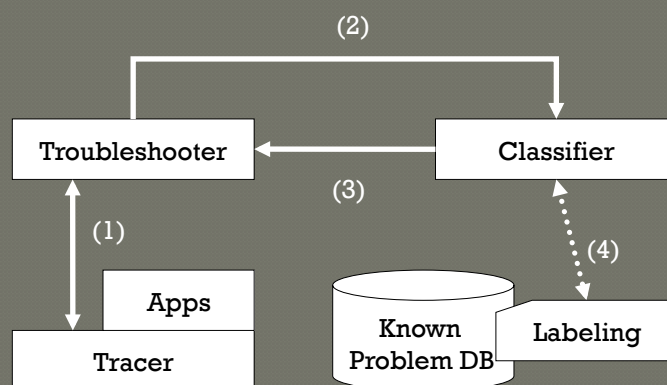 (2)
Troubleshooter
Classifier
(3)
(1)
(4)
Apps
Known
Problem DB
Labeling
Tracer